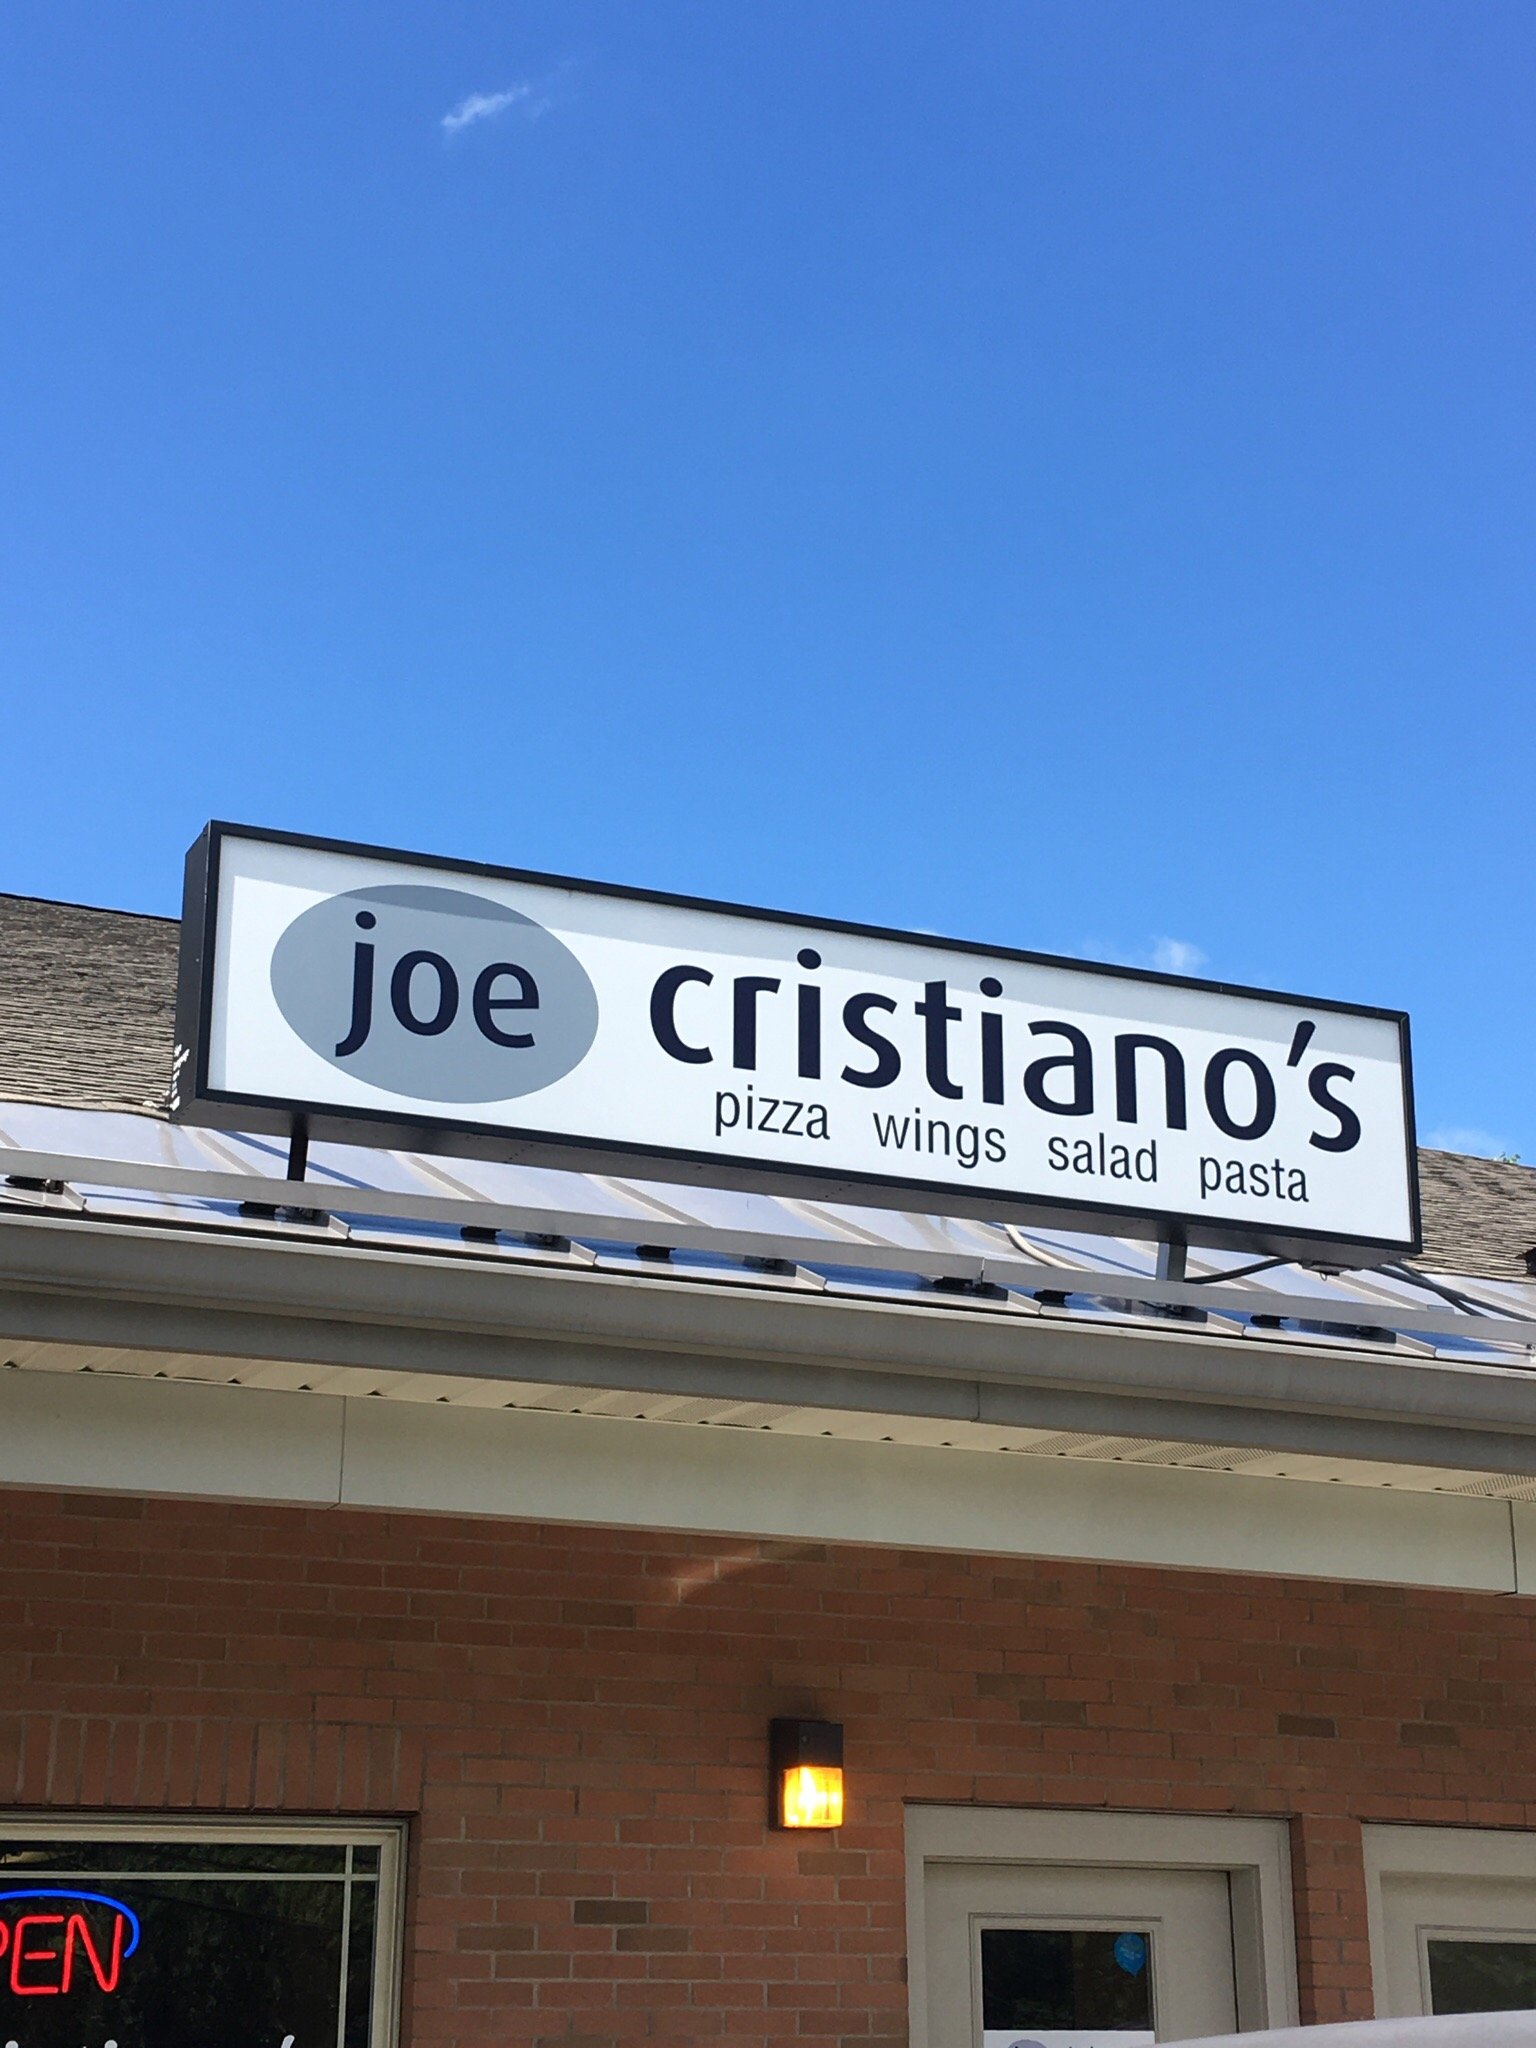 joe cristiano's
pizza wings salad pasta
PEN